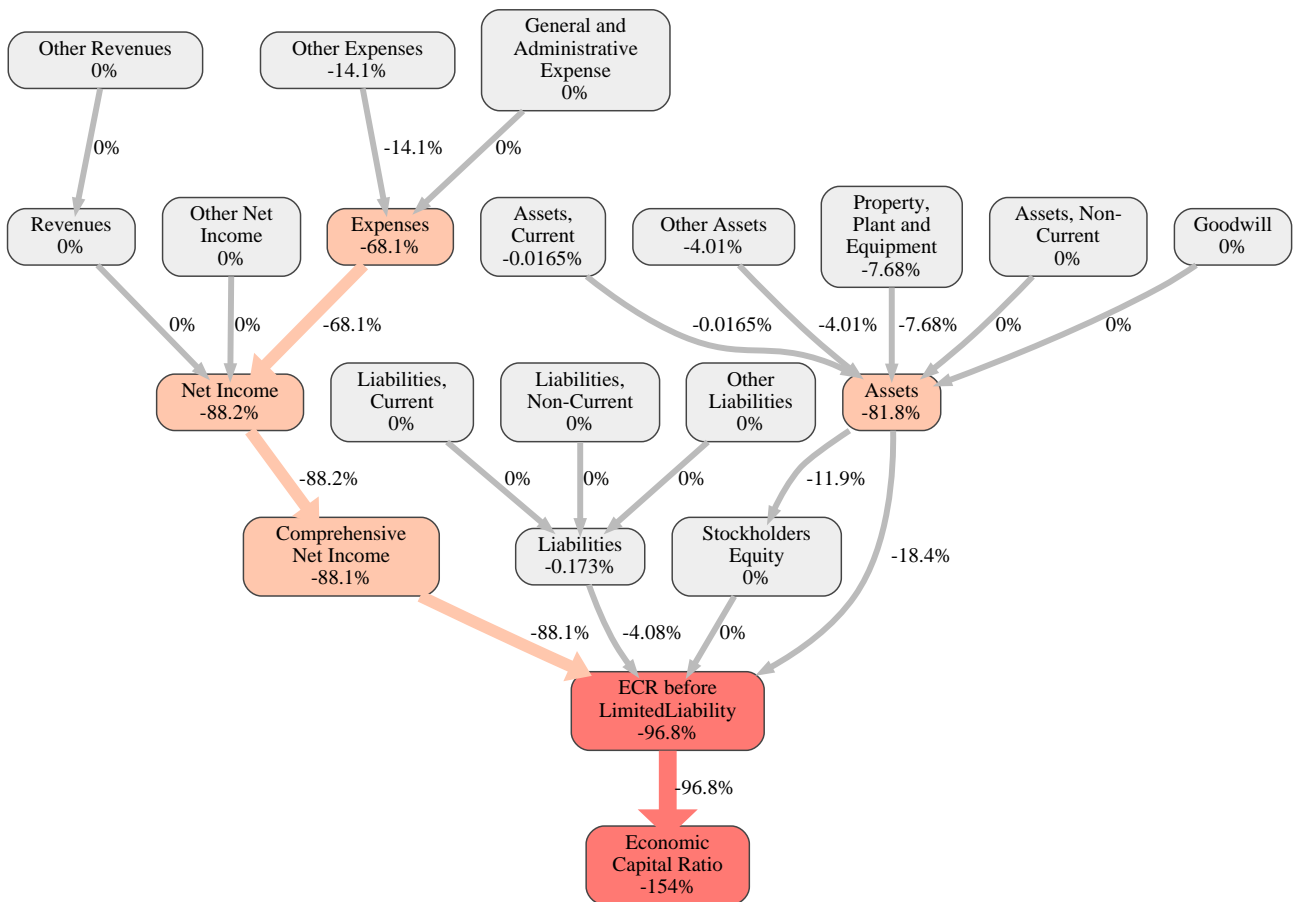 Other Revenues
0%
Other Expenses
-14.1%
General and
Administrative
Expense
0%
0%
-14.1%
0%
Revenues
0%
Other Net
Income
0%
Expenses
-68.1%
Assets,
Current
-0.0165%
Other Assets
-4.01%
Property,
Plant and
Equipment
-7.68%
Assets, Non-
Current
0%
Goodwill
0%
0%
0%
-68.1%
-0.0165%
-4.01%
-7.68%
0%
0%
Net Income
-88.2%
Liabilities,
Current
0%
Liabilities,
Non-Current
0%
Other
Liabilities
0%
Assets
-81.8%
-88.2%
0%
0%
0%
-11.9%
-18.4%
Comprehensive
Net Income
-88.1%
Liabilities
-0.173%
Stockholders
Equity
0%
-88.1%
-4.08%
0%
ECR before
LimitedLiability
-96.8%
-96.8%
Economic
Capital Ratio
-154%